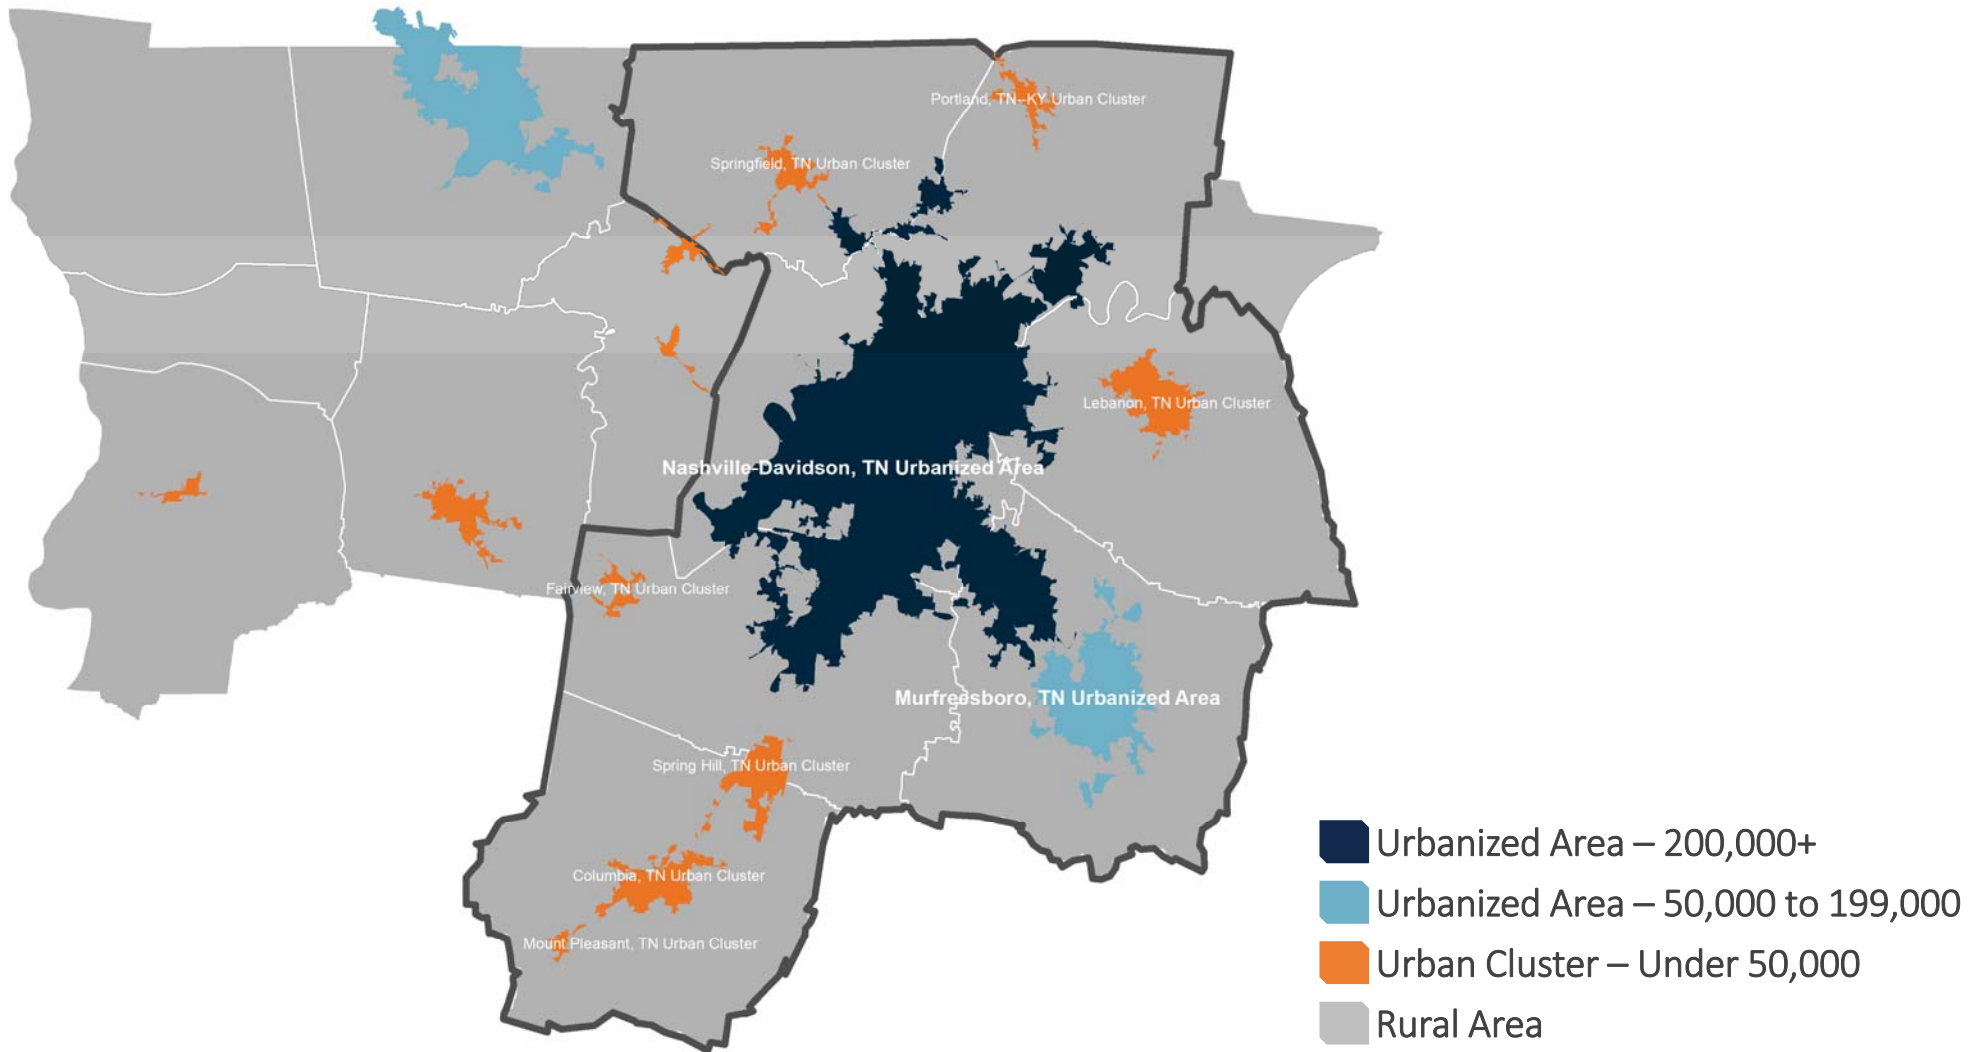 Portland, TN--KY Urban Cluster
Springfield, TN Urban Cluster
Lebanon, TN Urban Cluster
Nashville-Davidson, TN Urbanized Area
Fairview, TN Urban Cluster
Murfreesboro, TN Urbanized Area
Spring Hill, TN Urban Cluster
Columbia, TN Urban Cluster
Mount Pleasant, TN Urban Cluster
Urbanized Area – 200,000+
Urbanized Area – 50,000 to 199,000
Urban Cluster – Under 50,000
Rural Area